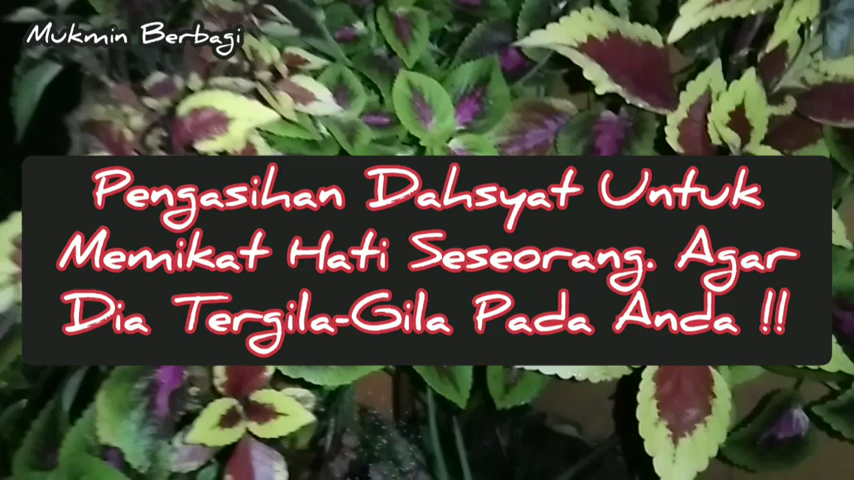 Mukmin Berbagi
Pengasihan Dahsyat Untuk
Memikat Hati Seseorang. Agar
Dia Tergila-Gila Pada Anda !!